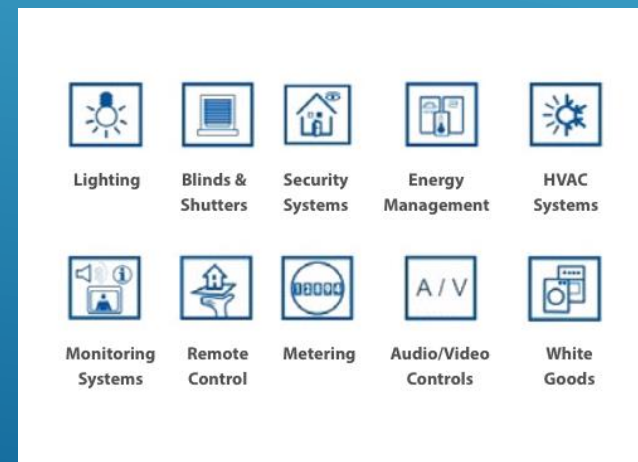 Lighting
Blinds &
Shutters
Security
Systems
Energy
Management
HVAC
Systems
A / V
Monitoring
Systems
Remote
Control
Metering
Audio/Video
Controls
White
Goods